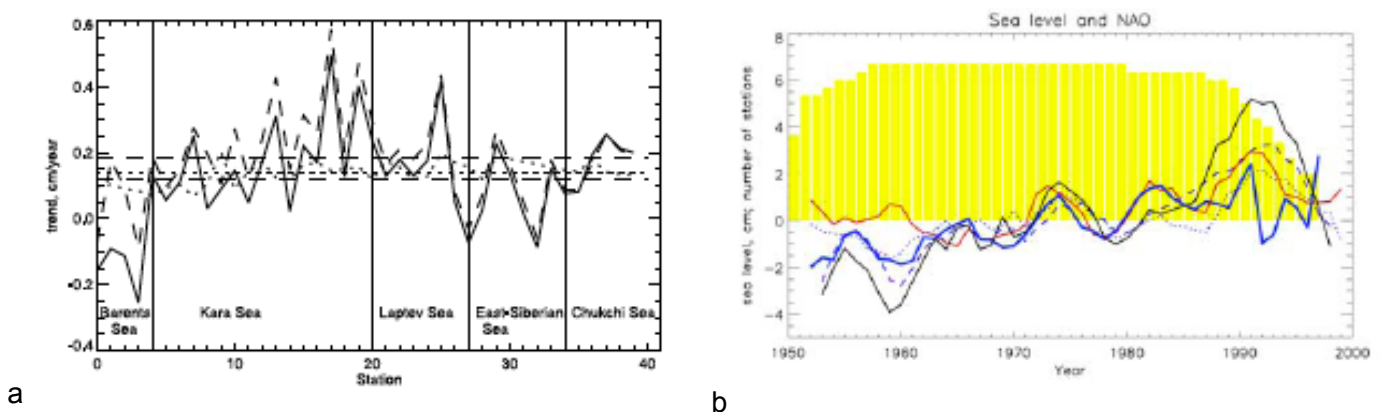 0.6
0.4
0.2
0.0
-0.2
-0.4
trend, cm/year
Barents
Sea
Kara Sea
Laptev Sea
East-Siberian
Sea
Chukchi Sea
0 10 20 30 40
Station
a
Sea level and NAO
8
6
4
2
0
-2
-4
sea level, cm; number of stations
1950 1960 1970 1980 1990 2000
Year
b